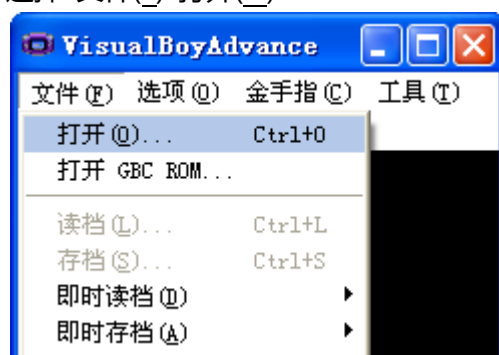 VisualBoyAdvance
文件(F) 选项(O) 金手指(C) 工具(T)
打开(O)... Ctrl+O
打开 GBC ROM...
读档(L)... Ctrl+L
存档(S)... Ctrl+S
即时读档(D)
即时存档(A)